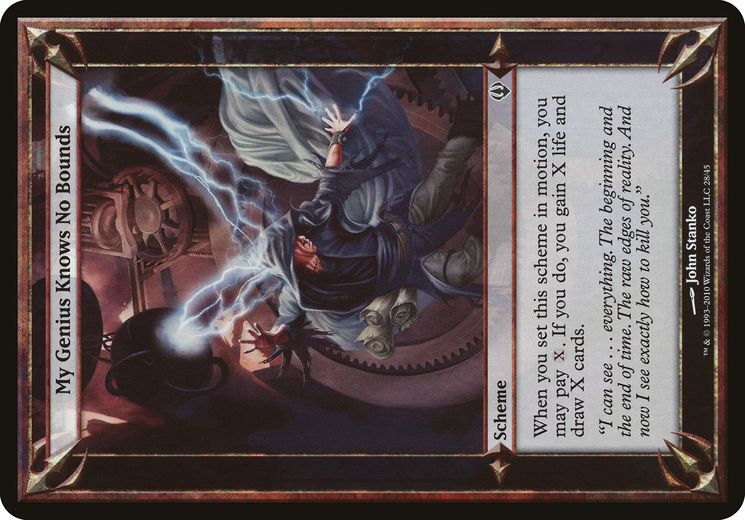 My Genius Knows No Bounds
Scheme
When you set this scheme in motion, you
may pay X. If you do, you gain X life and
draw X cards.
“I can see . . . everything. The beginning and
the end of time. The raw edges of reality. And
now I see exactly how to kill you.”
John Stanko
™ & © 1993–2010 Wizards of the Coast LLC 28/45